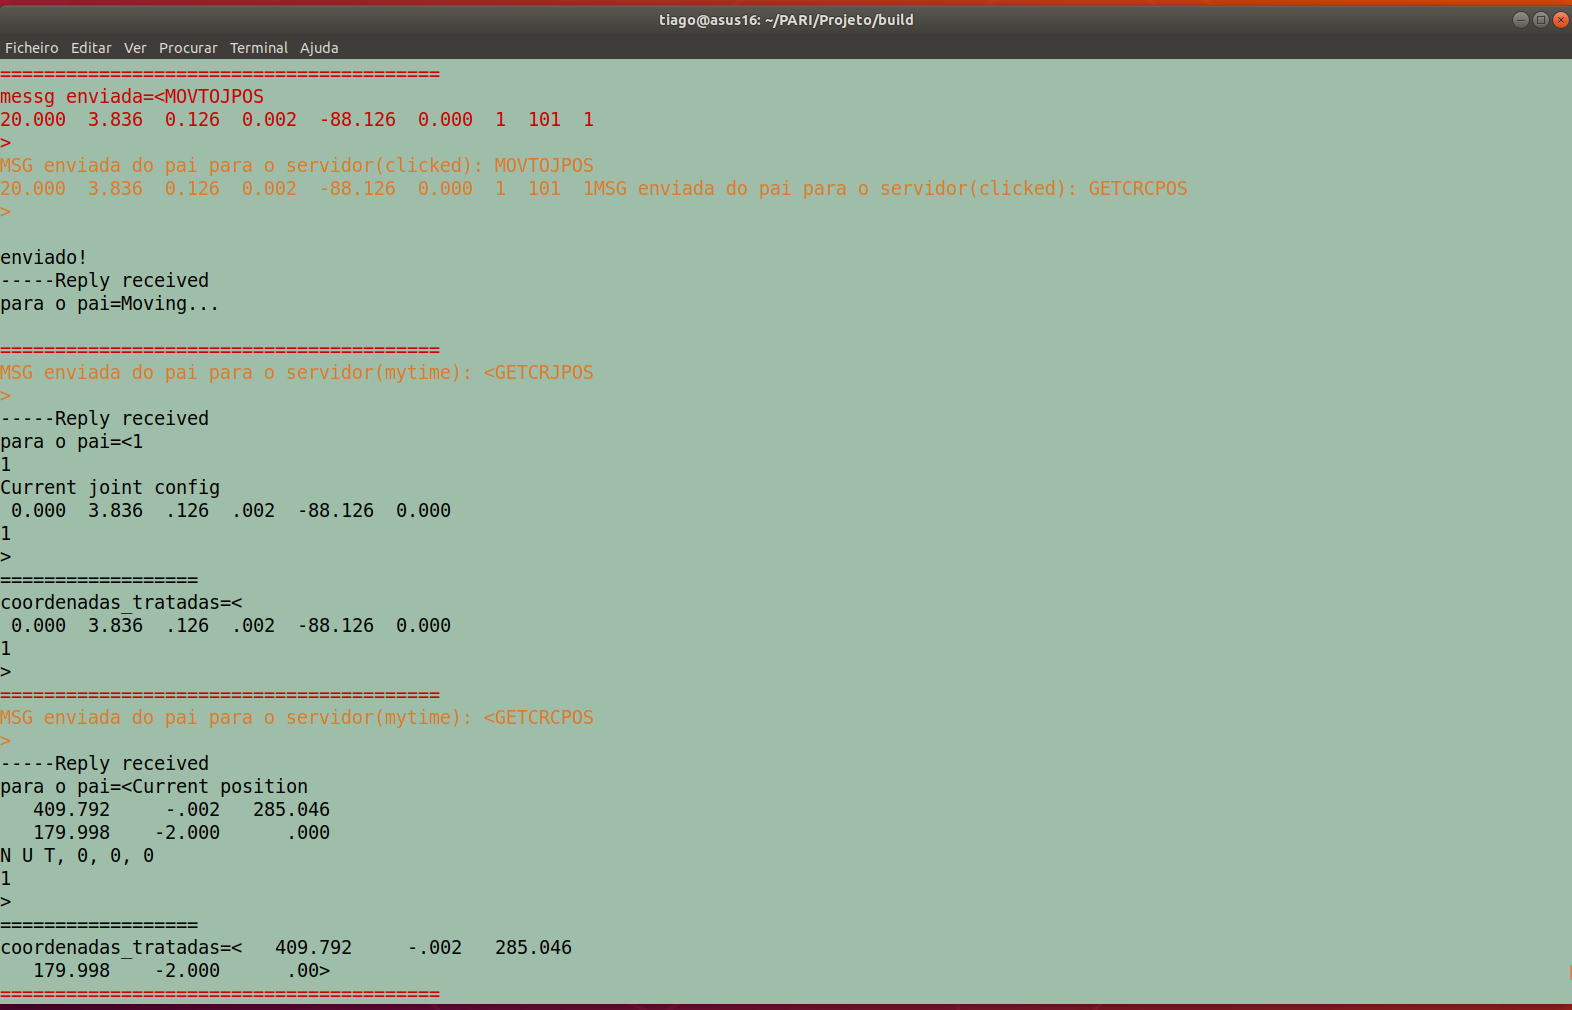 tiago@asus16: ~/PARI/Projeto/build
Ficheiro Editar Ver Procurar Terminal Ajuda
========================================
messg enviada=<MOVTOJPOS
20.000  3.836  0.126  0.002  -88.126  0.000  1  101  1
>
MSG enviada do pai para o servidor(clicked): MOVTOJPOS
20.000  3.836  0.126  0.002  -88.126  0.000  1  101  1MSG enviada do pai para o servidor(clicked): GETCRCPOS
>
enviado!
-----Reply received
para o pai=Moving...
========================================
MSG enviada do pai para o servidor(mytime): <GETCRJPOS
>
-----Reply received
para o pai=<1
1
Current joint config
 0.000  3.836  .126  .002  -88.126  0.000
1
>
==================
coordenadas_tratadas=<
 0.000  3.836  .126  .002  -88.126  0.000
1
>
========================================
MSG enviada do pai para o servidor(mytime): <GETCRCPOS
>
-----Reply received
para o pai=<Current position
   409.792     -.002   285.046
   179.998    -2.000      .000
N U T, 0, 0, 0
1
>
==================
coordenadas_tratadas=<   409.792     -.002   285.046
   179.998    -2.000      .00>
========================================